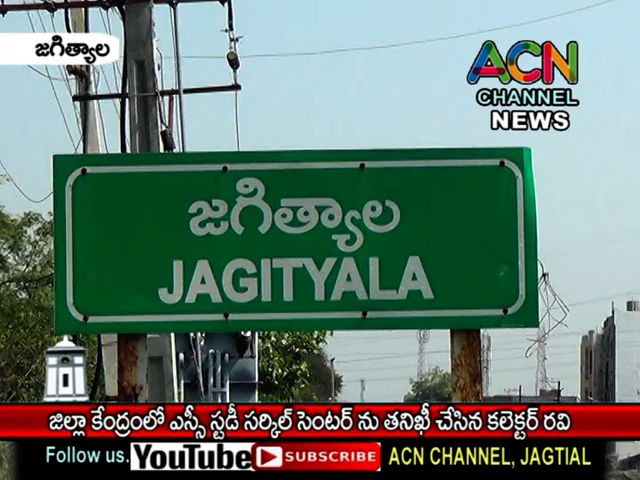 జగిత్యాల
ACN
CHANNEL
NEWS
జగిత్యాల
JAGITYALA
జిల్లా కేంద్రంలో ఎస్సీ స్టడీ సర్కిల్ సెంటర్ ను తనిఖీ చేసిన కలెక్టర్ రవి
Follow us. YouTube SUBSCRIBE ACN CHANNEL, JAGTIAL